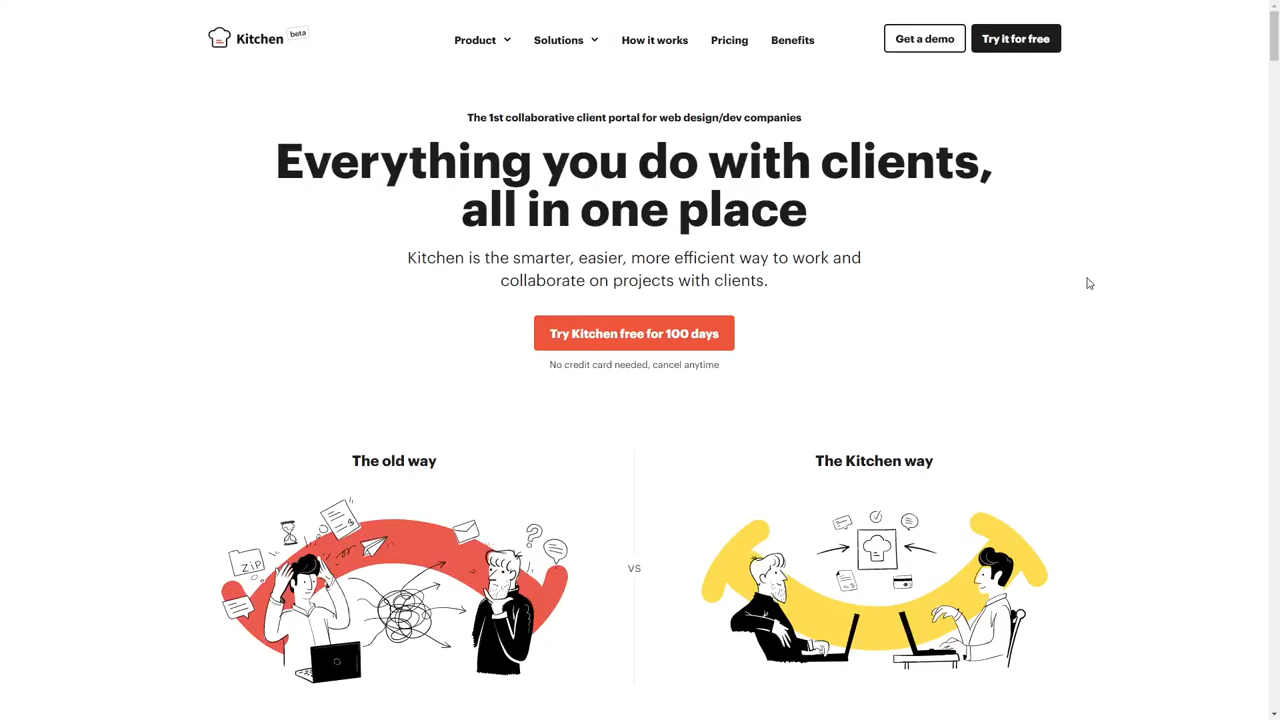 Kitchen beta
Product
Solutions
How it works
Pricing
Benefits
Get a demo
Try it for free
The 1st collaborative client portal for web design/dev companies
Everything you do with clients,
all in one place
Kitchen is the smarter, easier, more efficient way to work and
collaborate on projects with clients.
Try Kitchen free for 100 days
No credit card needed, cancel anytime
The old way
The Kitchen way
ZIP
$
?
VS